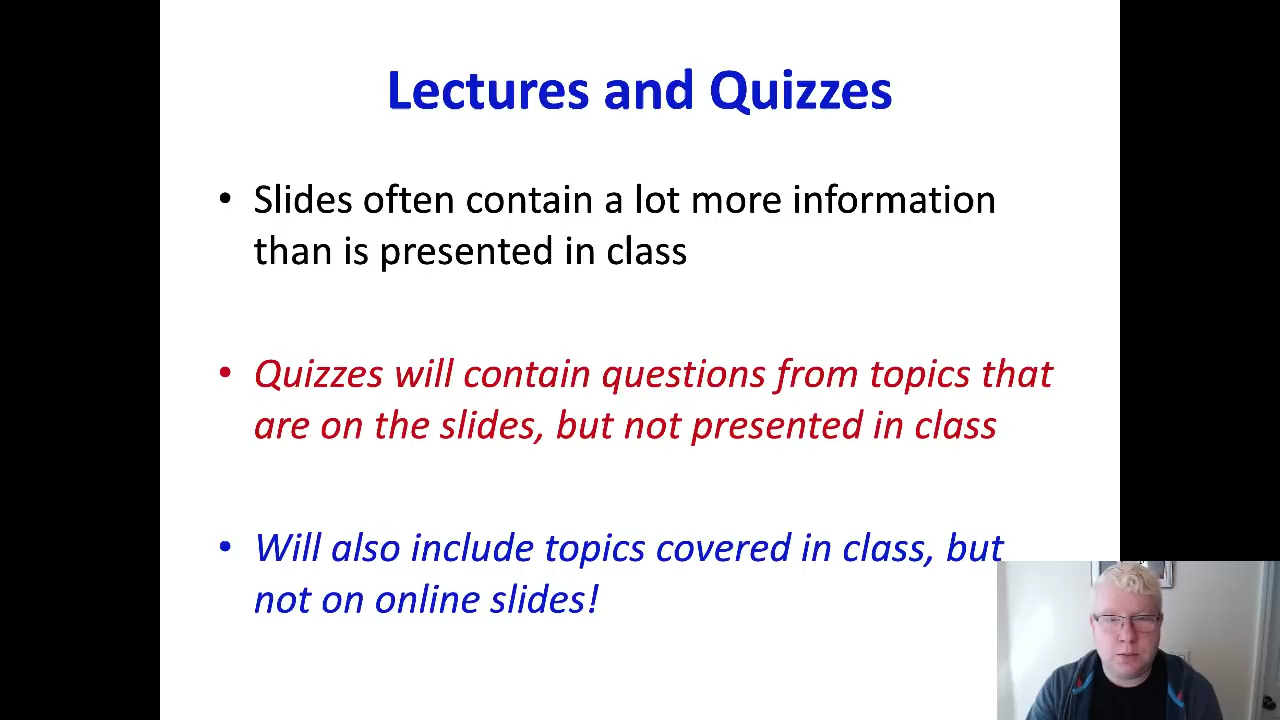 Lectures and Quizzes
• Slides often contain a lot more information
than is presented in class
• Quizzes will contain questions from topics that
are on the slides, but not presented in class
• Will also include topics covered in class, but
not on online slides!